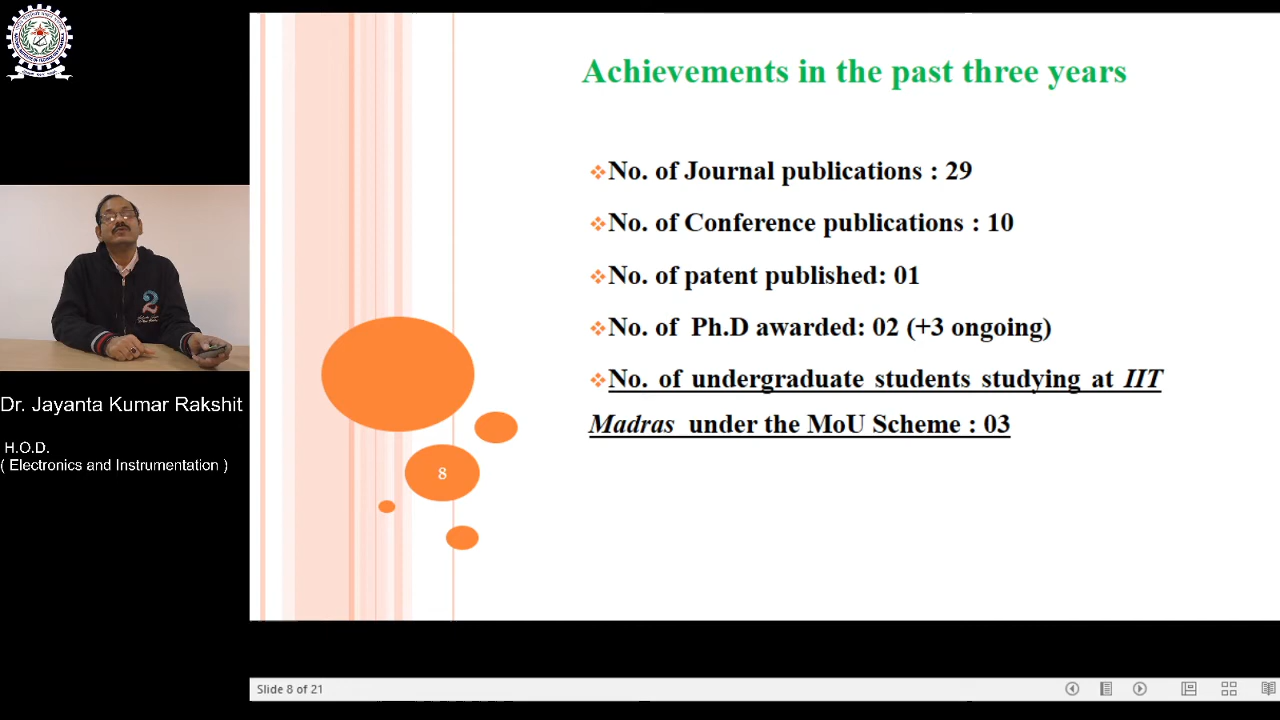 Achievements in the past three years
No. of Journal publications : 29
No. of Conference publications : 10
No. of patent published: 01
No. of Ph.D awarded: 02 (+3 ongoing)
No. of undergraduate students studying at IIT
Madras under the MoU Scheme : 03
8
2
Dr. Jayanta Kumar Rakshit
H.O.D.
( Electronics and Instrumentation )
Slide 8 of 21